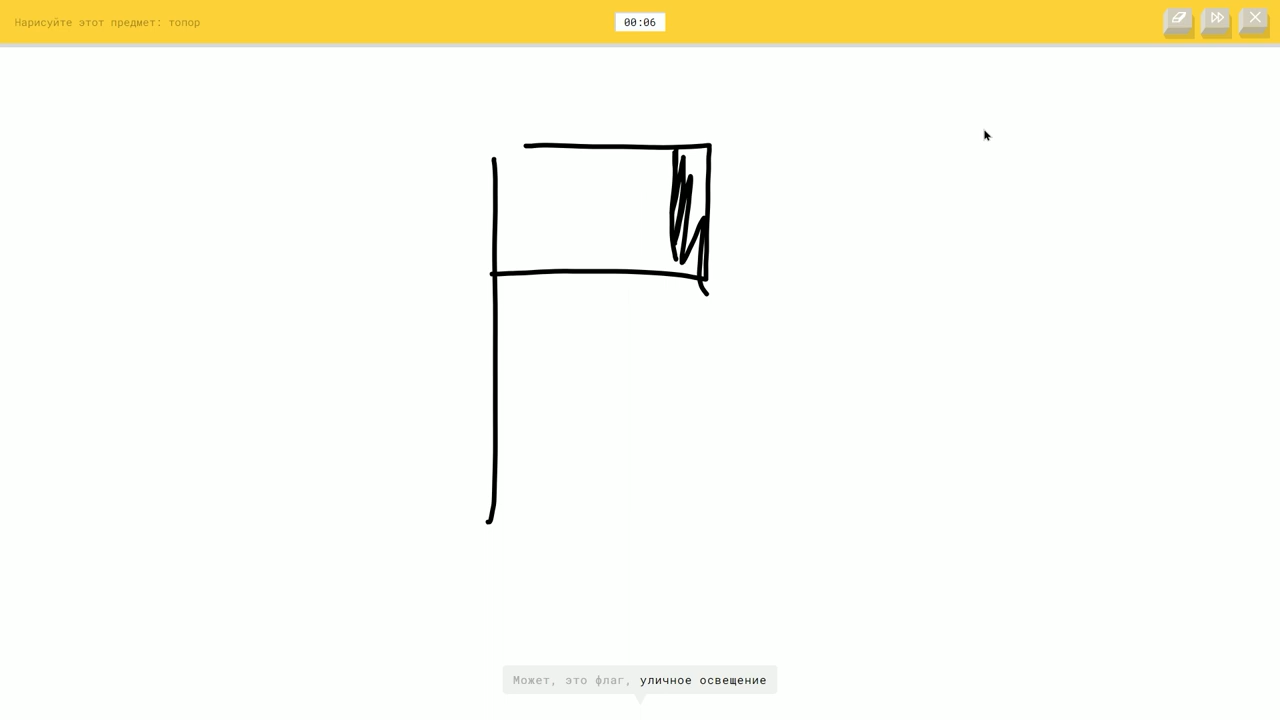 Нарисуйте этот предмет: топор
00:06
Может, это флаг, уличное освещение